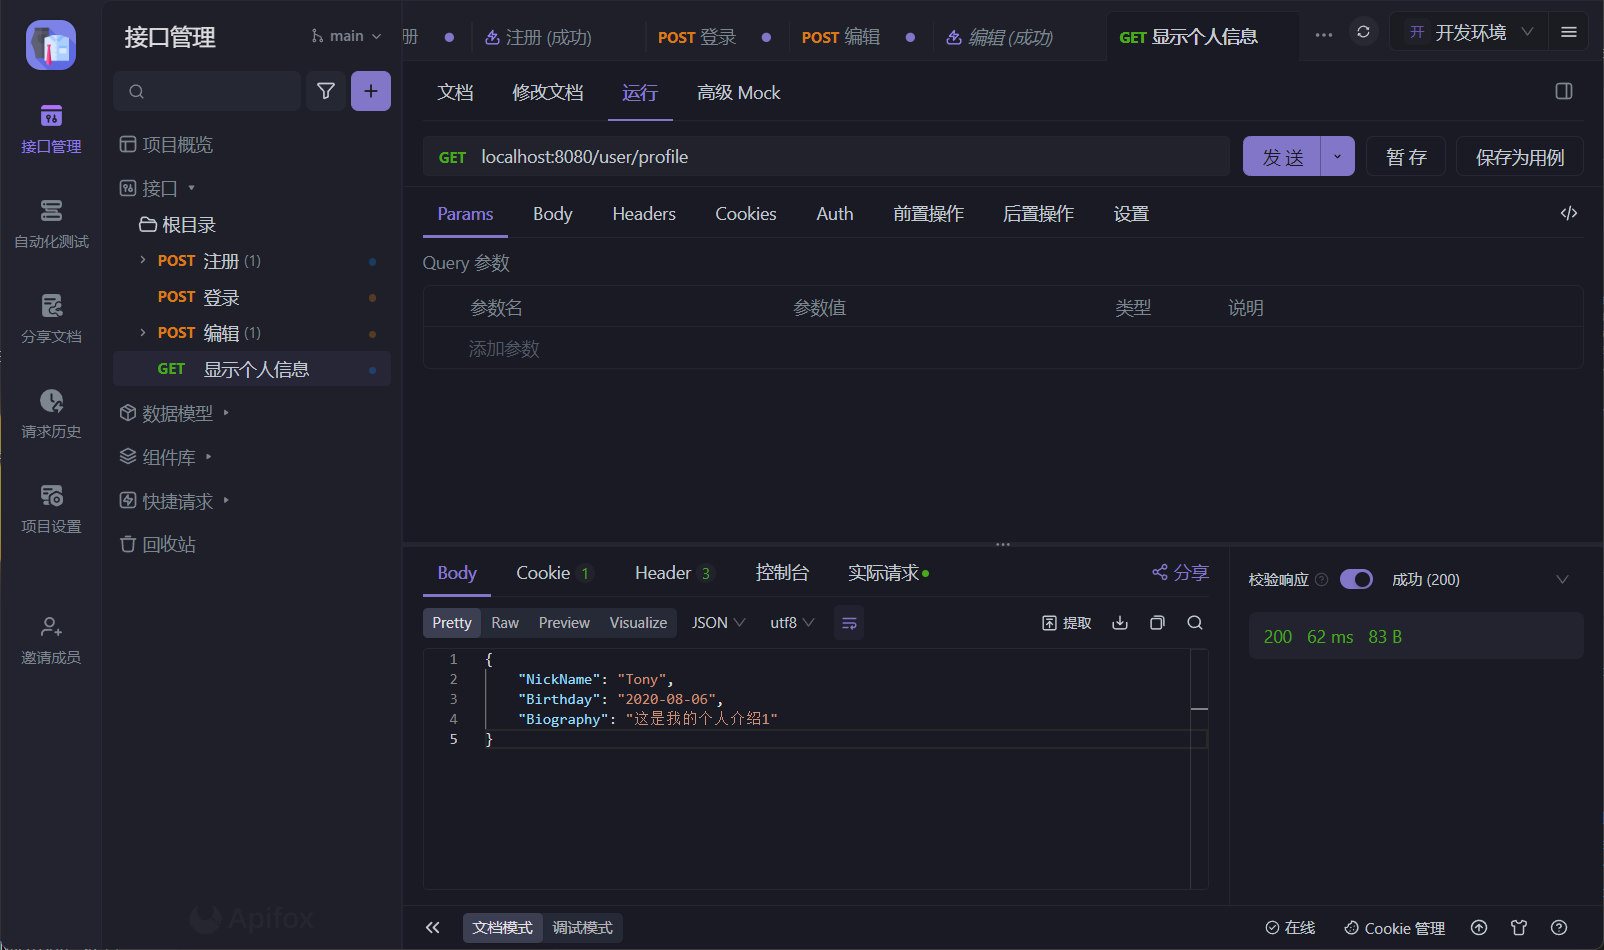 接口管理
main
册
注册 (成功)
POST 登录
POST 编辑
编辑 (成功)
GET 显示个人信息
开 开发环境
文档
修改文档
运行
高级 Mock
接口管理
自动化测试
分享文档
请求历史
项目设置
邀请成员
项目概览
接口
根目录
POST 注册 (1)
POST 登录
POST 编辑 (1)
GET 显示个人信息
数据模型
组件库
快捷请求
回收站
Apifox
GET localhost:8080/user/profile
发 送
暂 存
保存为用例
Params
Body
Headers
Cookies
Auth
前置操作
后置操作
设置
Query 参数
参数名 参数值 类型 说明
添加参数
Body
Cookie 1
Header 3
控制台
实际请求
分享
Pretty Raw Preview Visualize JSON utf8
提取
1 {
2 "NickName": "Tony",
3 "Birthday": "2020-08-06",
4 "Biography": "这是我的个人介绍1"
5 }
校验响应
成功 (200)
200 62 ms 83 B
文档模式 调试模式
在线
Cookie 管理